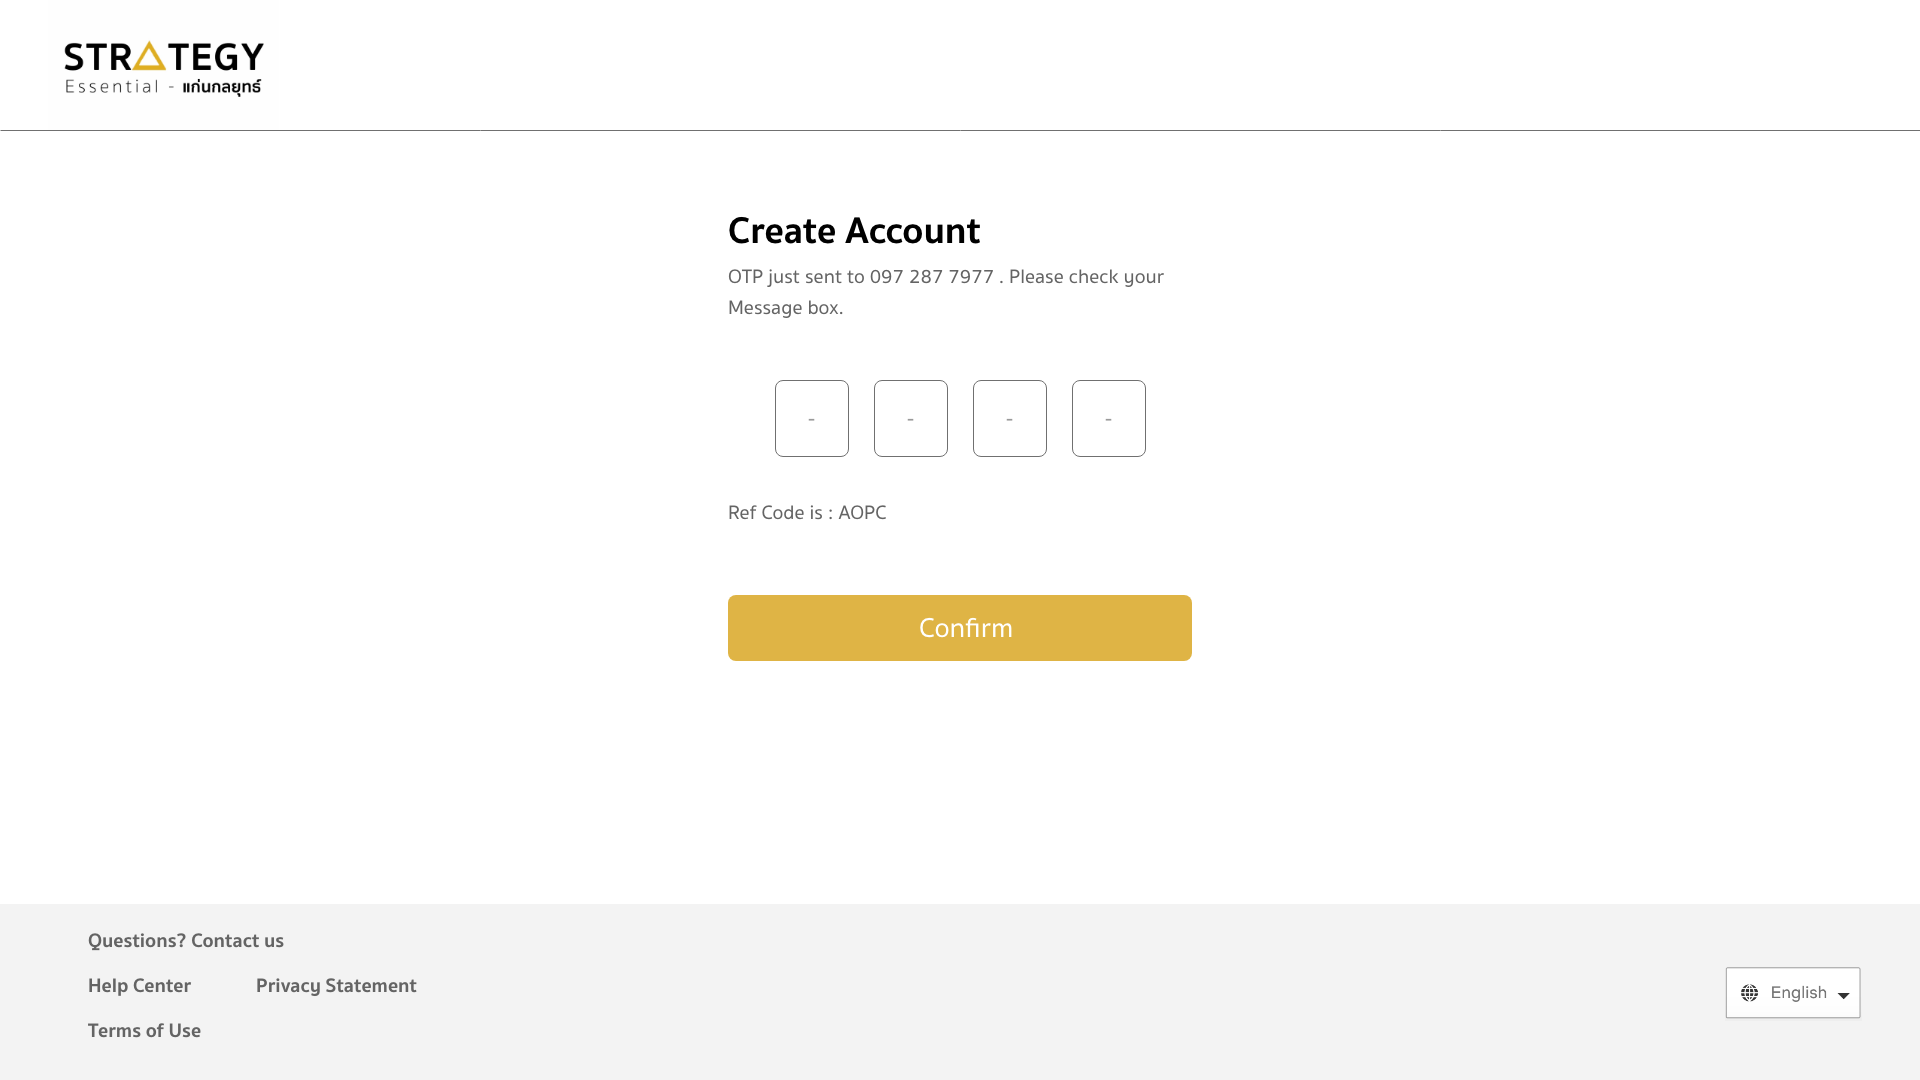 STRATEGY
Essential - แก่นกลยุทธ์
Create Account
OTP just sent to 097 287 7977 . Please check your
Message box.
- - - -
Ref Code is : AOPC
Confirm
Questions? Contact us
Help Center Privacy Statement
Terms of Use
English